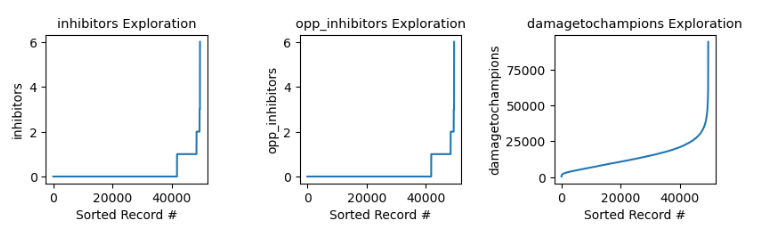 inhibitors Exploration
inhibitors
6
4
2
0
0
20000
40000
Sorted Record #
opp_inhibitors Exploration
opp_inhibitors
6
4
2
0
0
20000
40000
Sorted Record #
damagetochampions Exploration
damagetochampions
75000
50000
25000
0
0
20000
40000
Sorted Record #